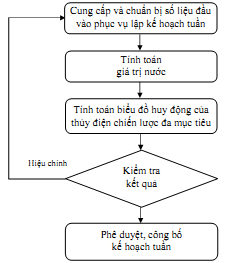 Cung cấp và chuẩn bị số liệu đầu
vào phục vụ lập kế hoạch tuần
Tính toán
giá trị nước
Tính toán biểu đồ huy động của
thủy điện chiến lược đa mục tiêu
Hiệu chỉnh
Kiểm tra
kết quả
Phê duyệt, công bố
kế hoạch tuần